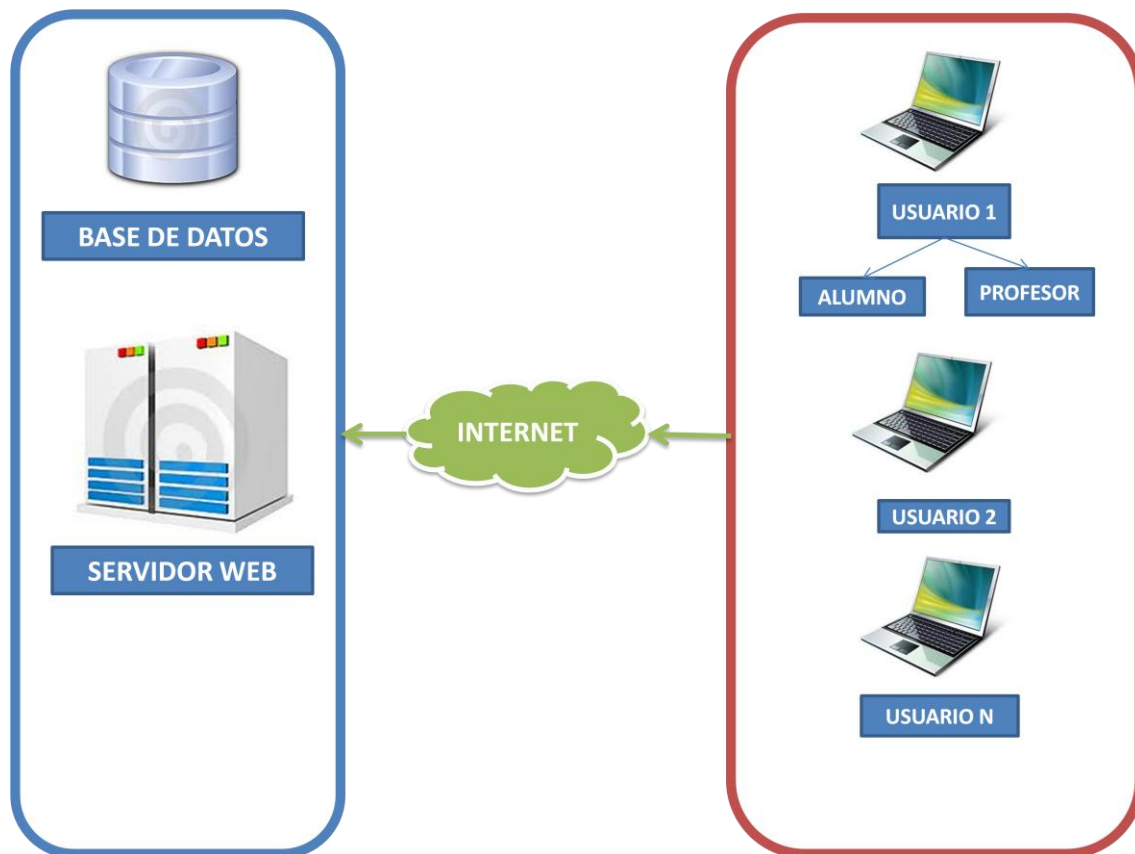 BASE DE DATOS
SERVIDOR WEB
INTERNET
USUARIO 1
ALUMNO
PROFESOR
USUARIO 2
USUARIO N